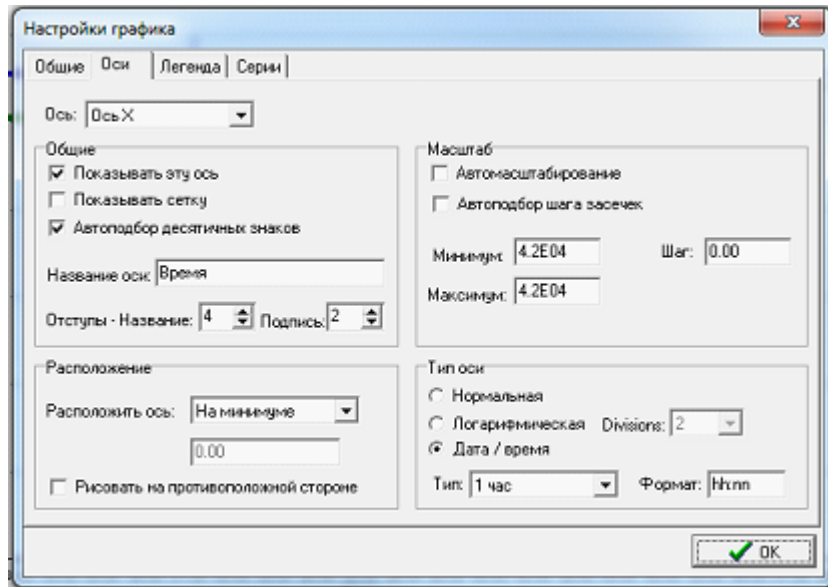 Настройки графика
Общие Оси Легенда Серии
Ось: Ось X
Общие
Показывать эту ось
Показывать сетку
Автоподбор десятичных знаков
Название оси: Время
Отступы - Название: 4 Подпись: 2
Масштаб
Автомасштабирование
Автоподбор шага засечек
Минимум: 4.2E04 Шаг: 0.00
Максимум: 4.2E04
Расположение
Расположить ось: На минимуме
0.00
Рисовать на противоположной стороне
Тип оси
Нормальная
Логарифмическая Divisions: 2
Дата / время
Тип: 1 час Формат: hh:nn
OK